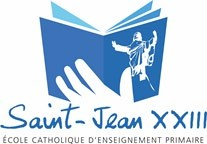 Saint-Jean XXIII
ÉCOLE CATHOLIQUE D'ENSEIGNEMENT PRIMAIRE